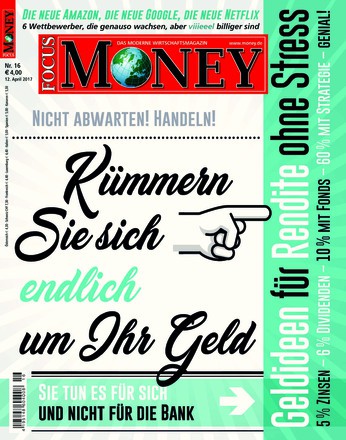 Die neue Amazon, die neue Google, die neue Netflix
6 Wettbewerber, die genauso wachsen, aber viiieeel billiger sind
MONEY
FOCUS
Nr. 16
€ 4,00
12. April 2017
DAS MODERNE WIRTSCHAFTSMAGAZIN
www.money.de
FOCUS
MONEY
NICHT ABWARTEN! HANDELN!
Kümmern
Sie sich
endlich
um Ihr Geld
SIE TUN ES FÜR SICH
UND NICHT FÜR DIE BANK
Geldideen für Rendite ohne Stress
5% ZINSEN – 6% DIVIDENDEN – 10% MIT FONDS – 60% MIT STRATEGIE – GENIAL!